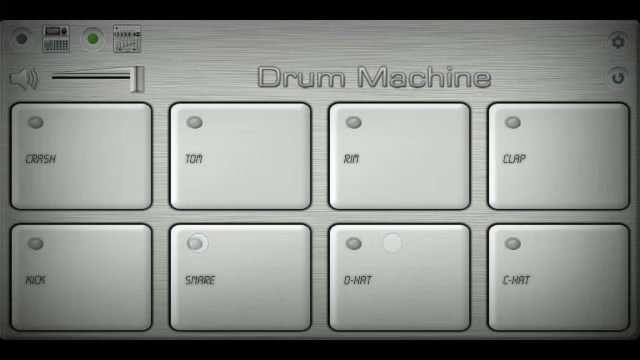 Drum Machine
CRASH
TOM
RIM
CLAP
KICK
SNARE
O-HAT
C-HAT